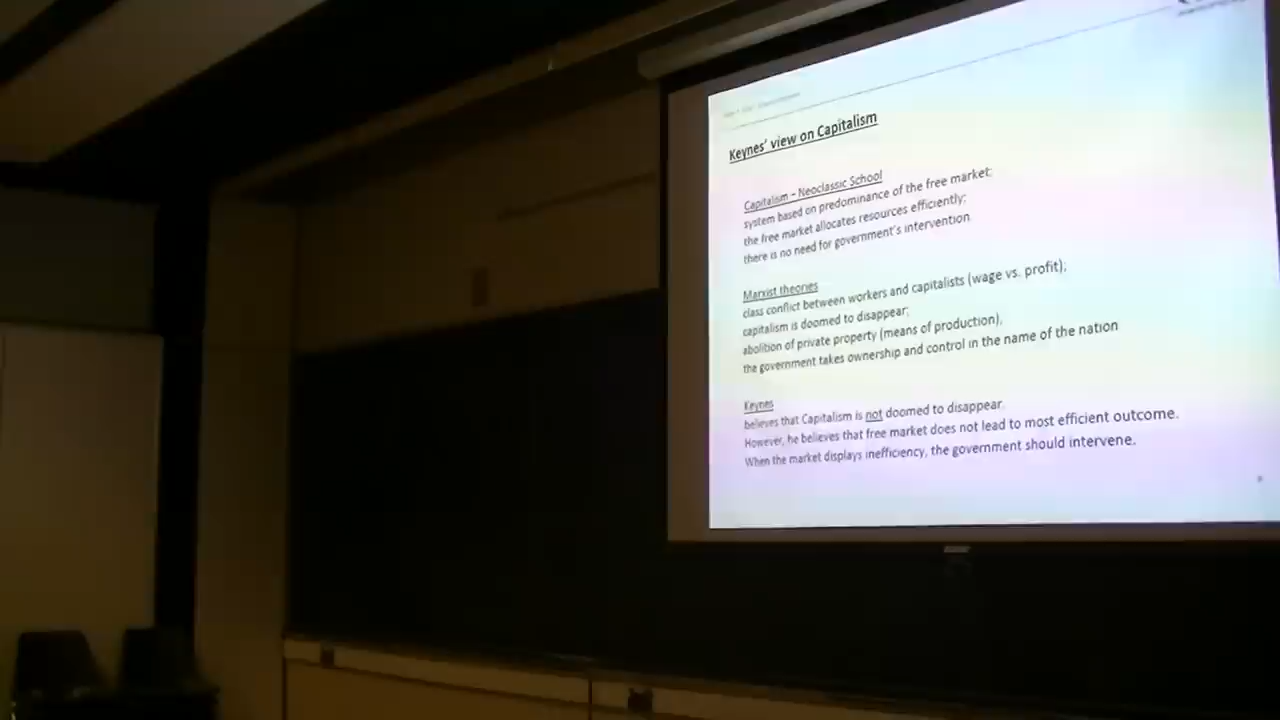 Keynes' view on Capitalism
Capitalism – Neoclassic School
system based on predominance of the free market;
the free market allocates resources efficiently;
there is no need for government's intervention
Marxist theories
class conflict between workers and capitalists (wage vs. profit);
capitalism is doomed to disappear;
abolition of private property (means of production),
the government takes ownership and control in the name of the nation
Keynes
believes that Capitalism is not doomed to disappear.
However, he believes that free market does not lead to most efficient outcome.
When the market displays inefficiency, the government should intervene.